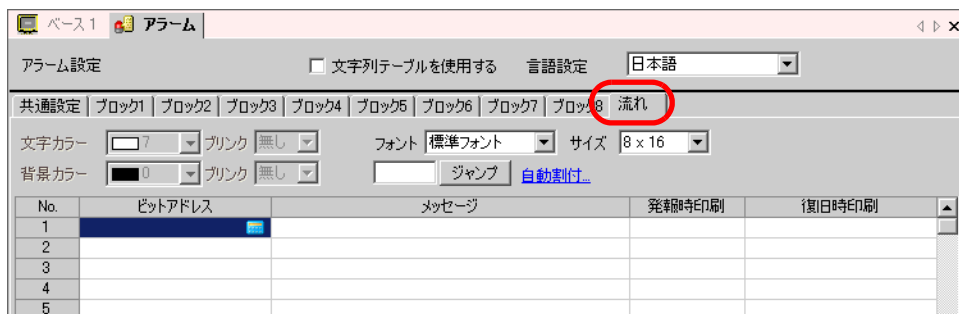 ベース1 アラーム
アラーム設定 文字列テーブルを使用する 言語設定 日本語
共通設定 ブロック1 ブロック2 ブロック3 ブロック4 ブロック5 ブロック6 ブロック7 ブロック8 流れ
文字カラー 7 ブリンク 無し フォント 標準フォント サイズ 8 x 16
背景カラー 0 ブリンク 無し ジャンプ 自動割付...
No. ビットアドレス メッセージ 発報時印刷 復旧時印刷
1
2
3
4
5